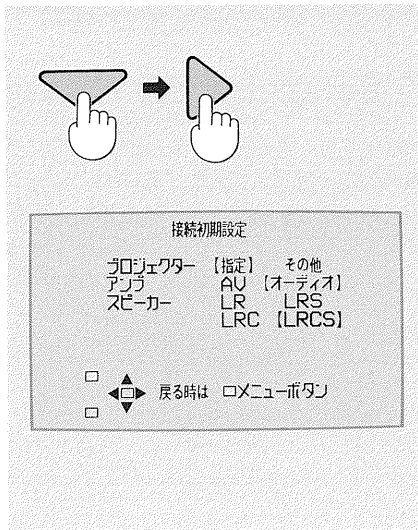 接続初期設定
プロジェクター 【指定】 その他
アンプ AV 【オーディオ】
スピーカー LR LRS
LRC 【LRCS】
戻る時は □メニューボタン